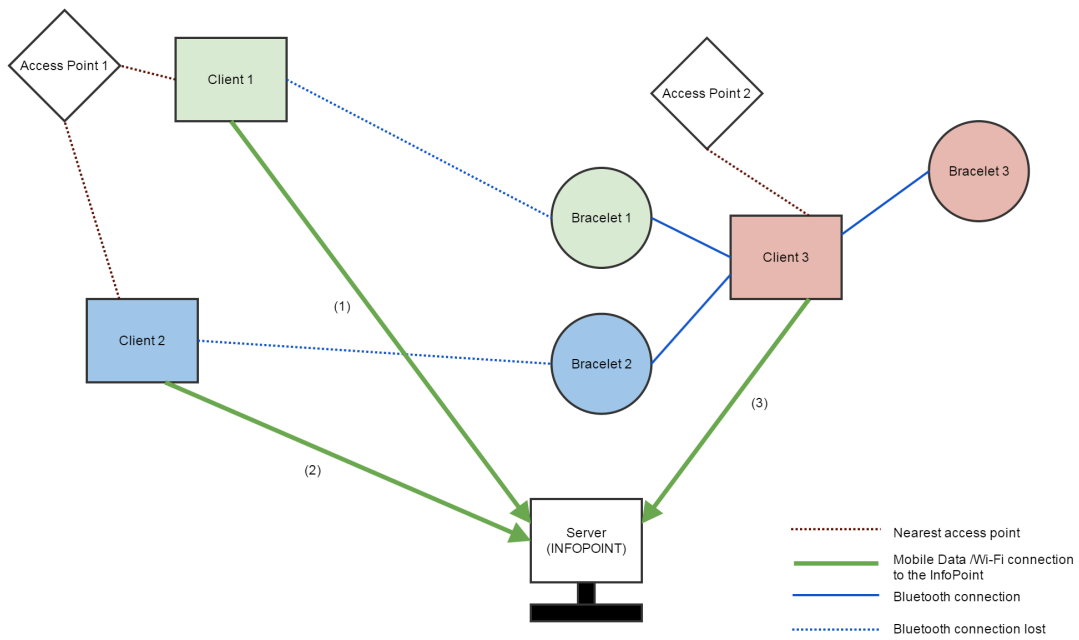 Access Point 1
Client 1
Access Point 2
Bracelet 3
Bracelet 1
Client 3
(1)
Client 2
Bracelet 2
(3)
(2)
Server
(INFOPOINT)
Nearest access point
Mobile Data /Wi-Fi connection
to the InfoPoint
Bluetooth connection
Bluetooth connection lost